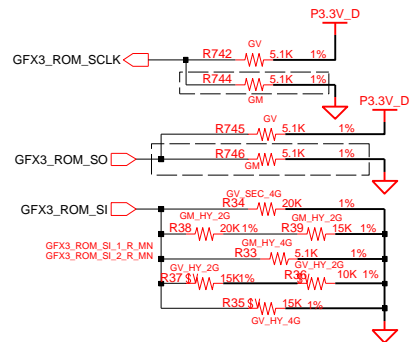 P3.3V_D
GFX3_ROM_SCLK R742 GV 5.1K 1%
R744 5.1K 1%
GM
P3.3V_D
GV
R745 5.1K 1%
GFX3_ROM_SO R746 GM 5.1K 1%
GV_SEC_4G
GFX3_ROM_SI R34 20K 1%
GM_HY_2G GM_HY_2G
R38 20K 1% R39 15K 1%
GFX3_ROM_SI_1_R_MN GM_HY_4G
GFX3_ROM_SI_2_R_MN R33 5.1K 1%
GV_HY_2G GV_HY_2G
R37 15K 1% R36 10K 1%
R35 15K 1%
GV_HY_4G